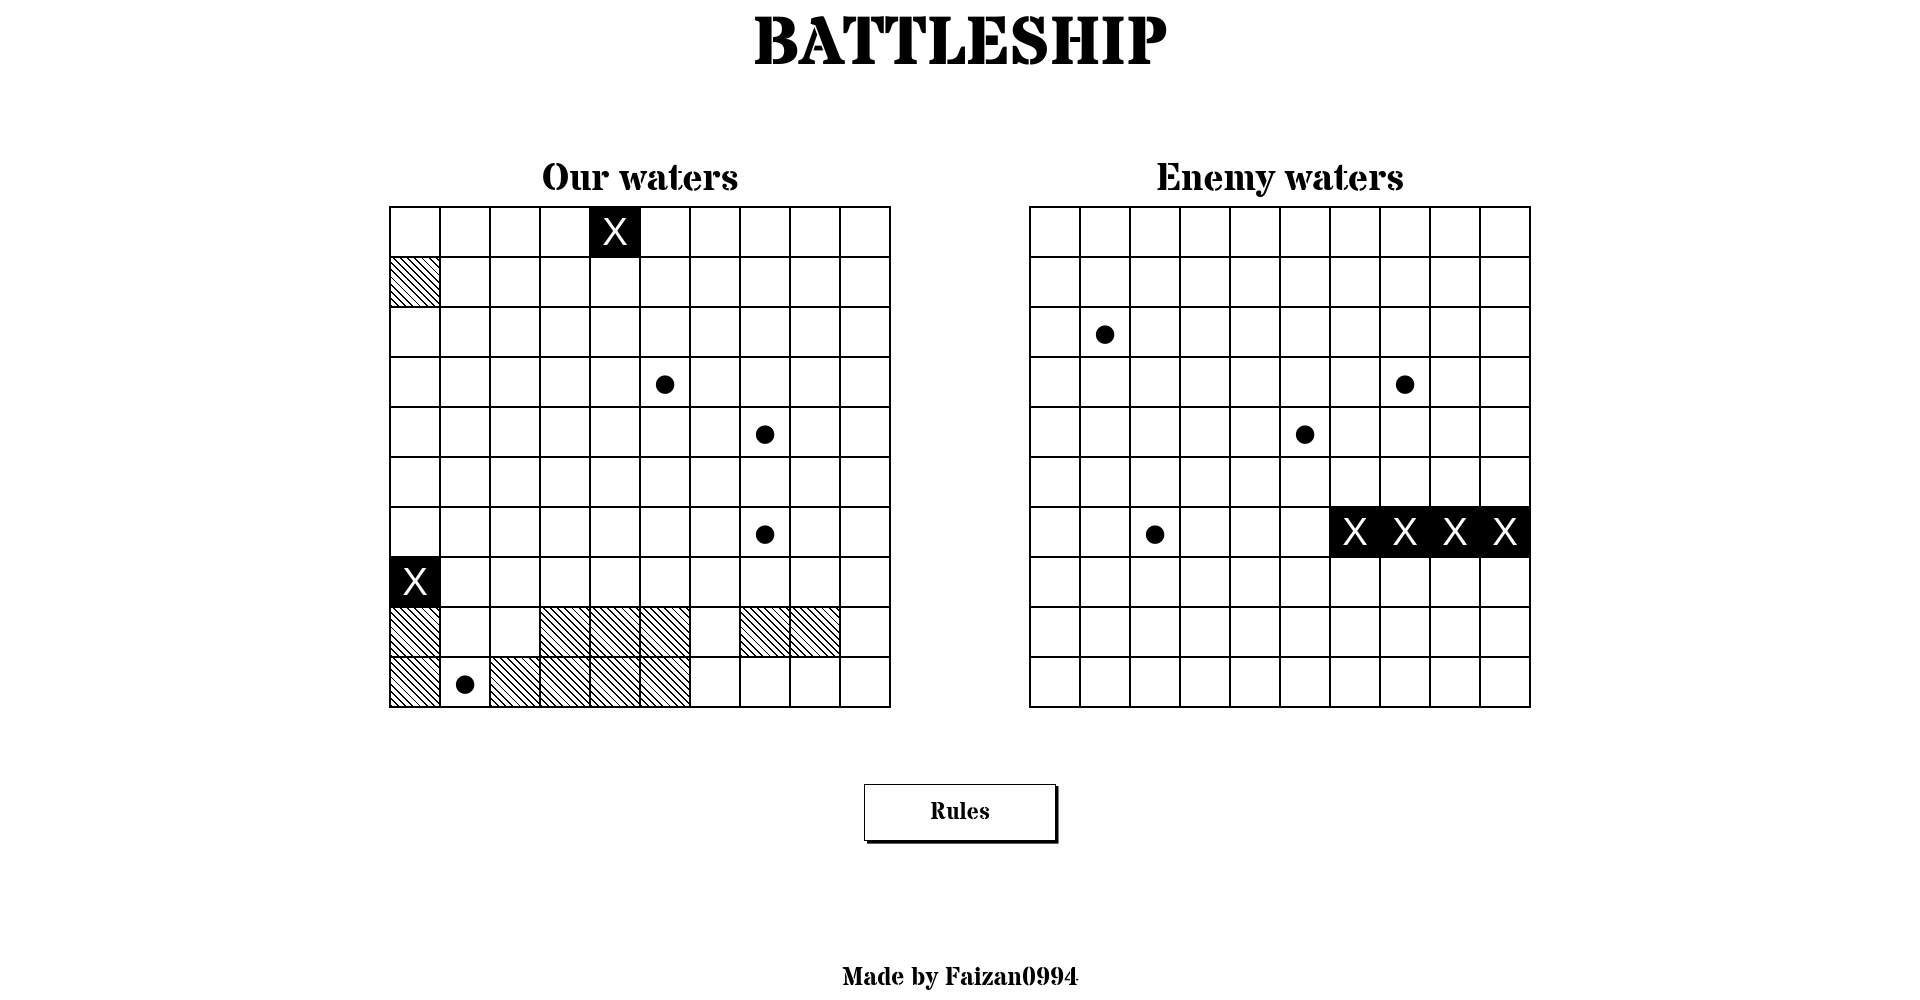 BATTLESHIP
Our waters
Enemy waters
X
X X X X
X
Rules
Made by Faizan0994